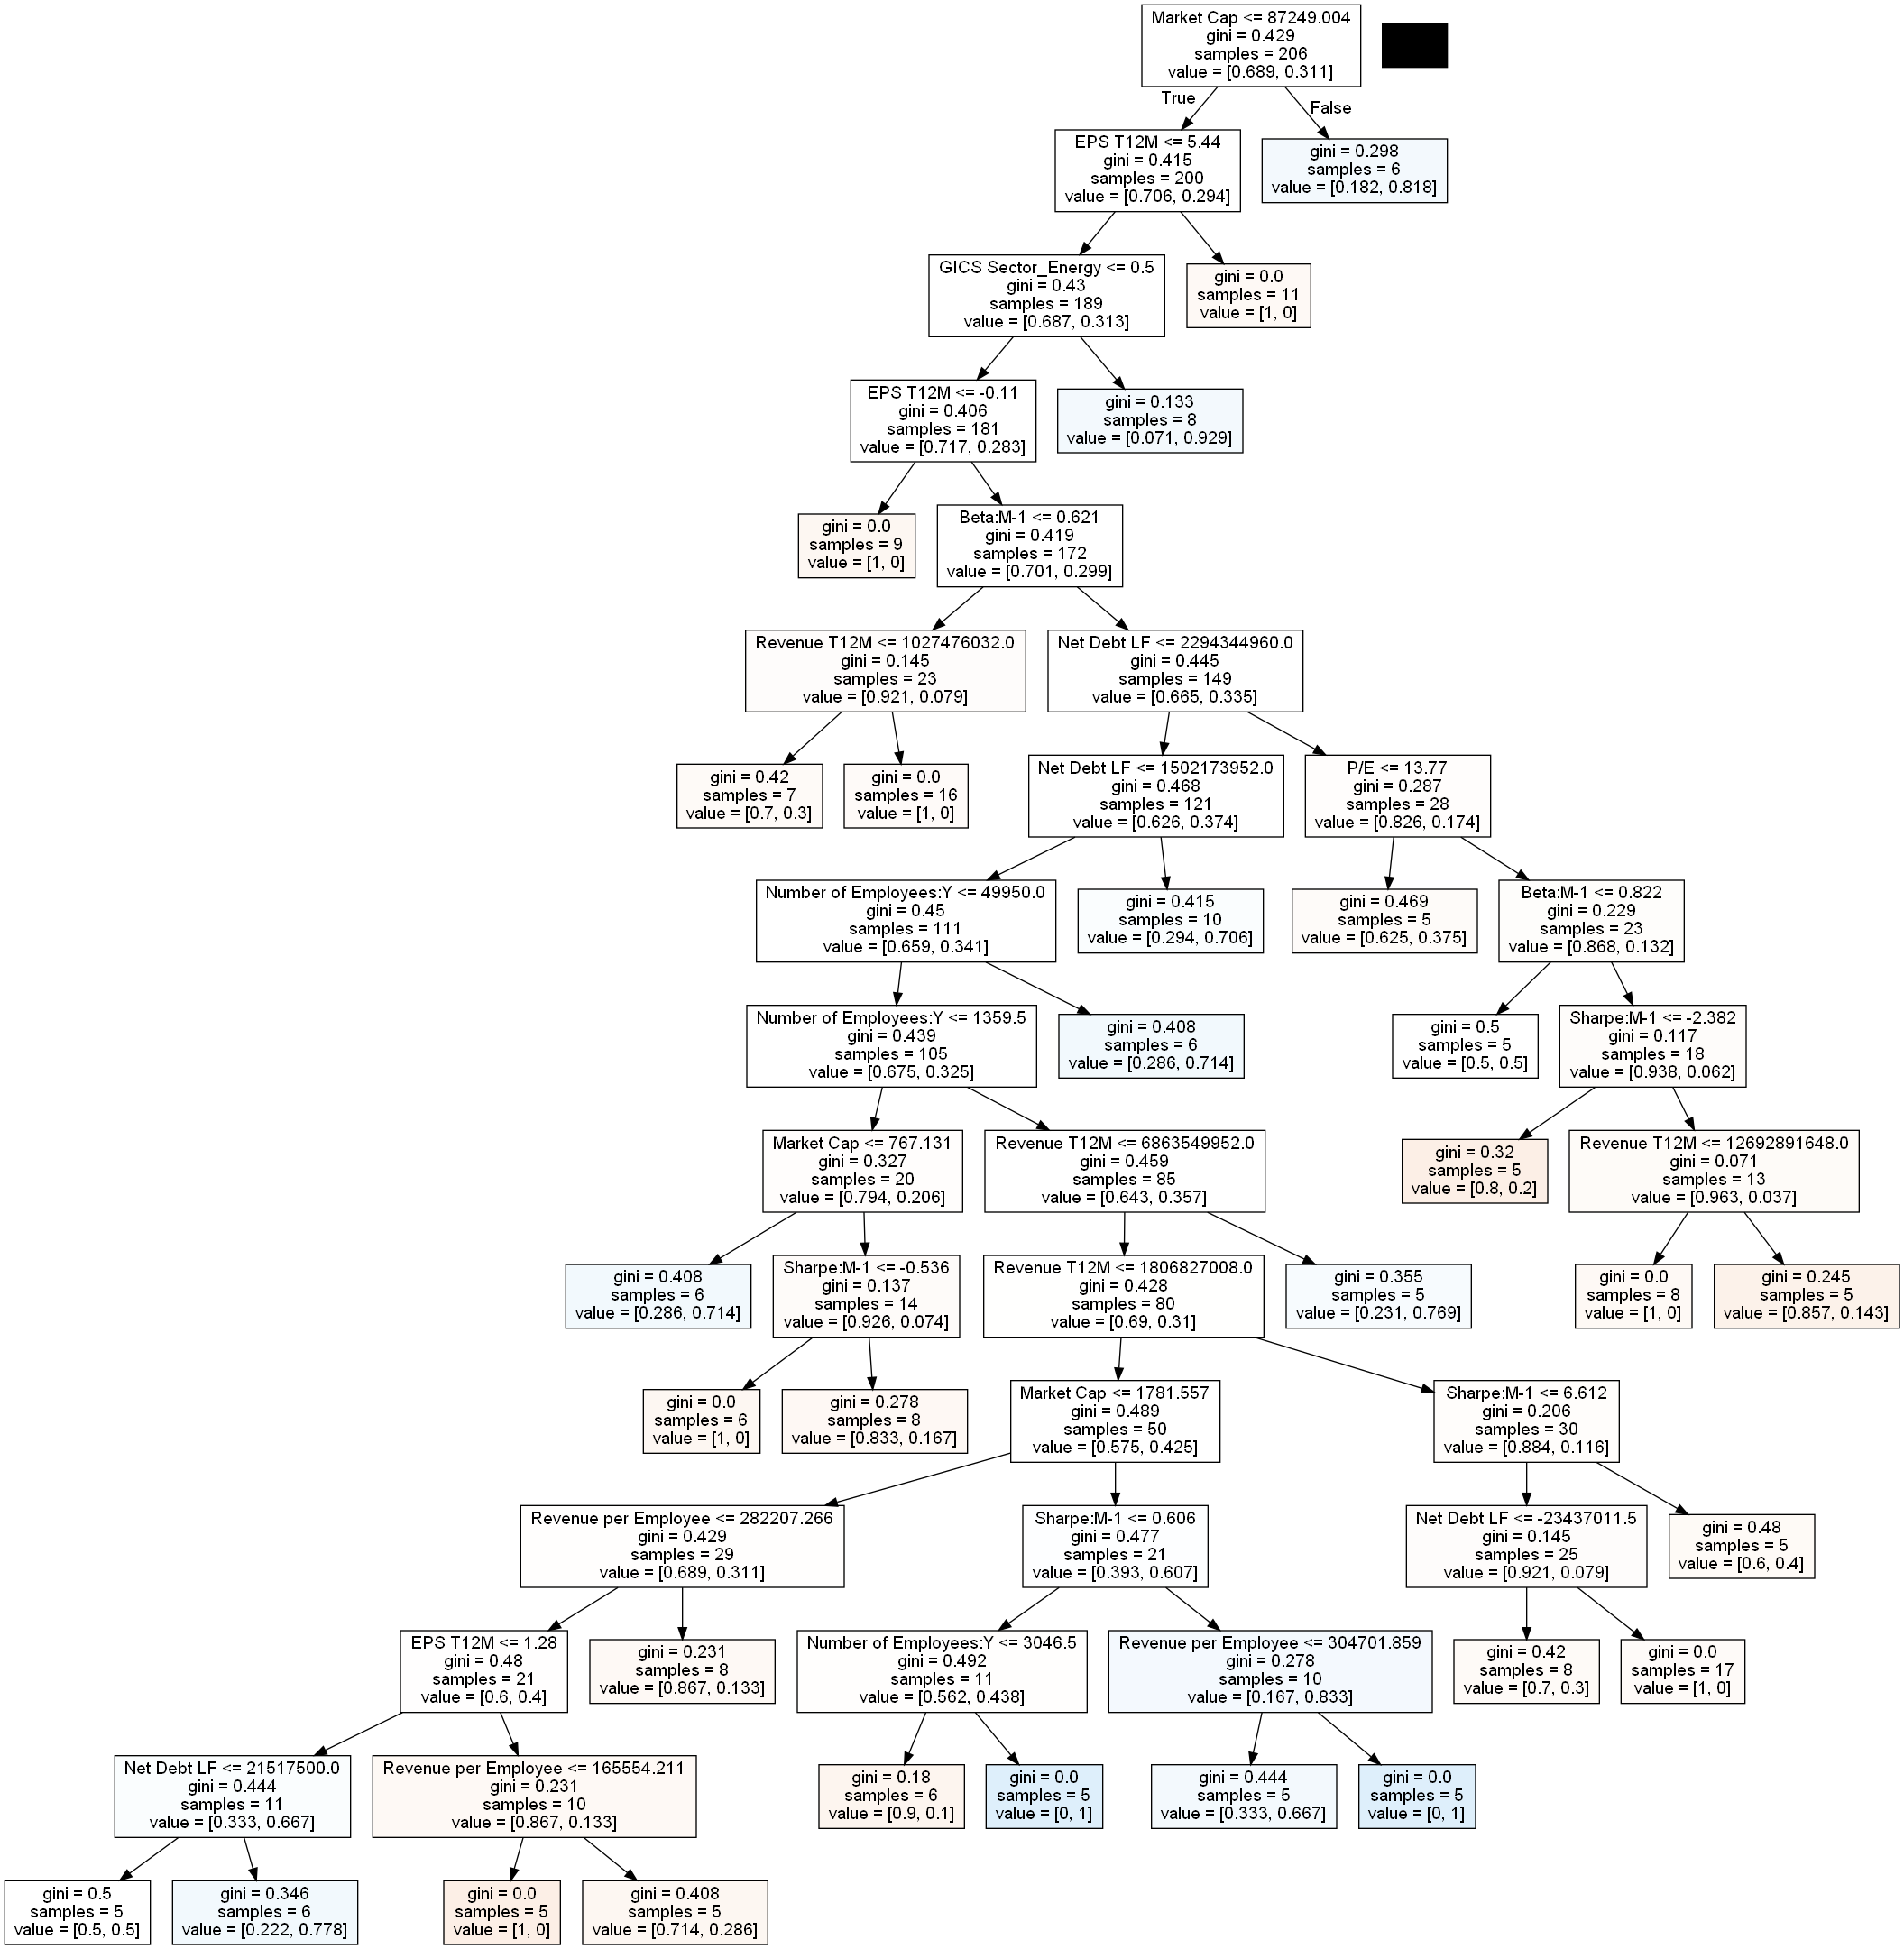 Market Cap <= 87249.004
gini = 0.429
samples = 206
value = [0.689, 0.311]
True
False
EPS T12M <= 5.44
gini = 0.415
samples = 200
value = [0.706, 0.294]
gini = 0.298
samples = 6
value = [0.182, 0.818]
GICS Sector_Energy <= 0.5
gini = 0.43
samples = 189
value = [0.687, 0.313]
gini = 0.0
samples = 11
value = [1, 0]
EPS T12M <= -0.11
gini = 0.406
samples = 181
value = [0.717, 0.283]
gini = 0.133
samples = 8
value = [0.071, 0.929]
gini = 0.0
samples = 9
value = [1, 0]
Beta:M-1 <= 0.621
gini = 0.419
samples = 172
value = [0.701, 0.299]
Revenue T12M <= 1027476032.0
gini = 0.145
samples = 23
value = [0.921, 0.079]
Net Debt LF <= 2294344960.0
gini = 0.445
samples = 149
value = [0.665, 0.335]
gini = 0.42
samples = 7
value = [0.7, 0.3]
gini = 0.0
samples = 16
value = [1, 0]
Net Debt LF <= 1502173952.0
gini = 0.468
samples = 121
value = [0.626, 0.374]
P/E <= 13.77
gini = 0.287
samples = 28
value = [0.826, 0.174]
Number of Employees:Y <= 49950.0
gini = 0.45
samples = 111
value = [0.659, 0.341]
gini = 0.415
samples = 10
value = [0.294, 0.706]
gini = 0.469
samples = 5
value = [0.625, 0.375]
Beta:M-1 <= 0.822
gini = 0.229
samples = 23
value = [0.868, 0.132]
Number of Employees:Y <= 1359.5
gini = 0.439
samples = 105
value = [0.675, 0.325]
gini = 0.408
samples = 6
value = [0.286, 0.714]
gini = 0.5
samples = 5
value = [0.5, 0.5]
Sharpe:M-1 <= -2.382
gini = 0.117
samples = 18
value = [0.938, 0.062]
Market Cap <= 767.131
gini = 0.327
samples = 20
value = [0.794, 0.206]
Revenue T12M <= 6863549952.0
gini = 0.459
samples = 85
value = [0.643, 0.357]
gini = 0.32
samples = 5
value = [0.8, 0.2]
Revenue T12M <= 12692891648.0
gini = 0.071
samples = 13
value = [0.963, 0.037]
gini = 0.408
samples = 6
value = [0.286, 0.714]
Sharpe:M-1 <= -0.536
gini = 0.137
samples = 14
value = [0.926, 0.074]
Revenue T12M <= 1806827008.0
gini = 0.428
samples = 80
value = [0.69, 0.31]
gini = 0.355
samples = 5
value = [0.231, 0.769]
gini = 0.0
samples = 8
value = [1, 0]
gini = 0.245
samples = 5
value = [0.857, 0.143]
gini = 0.0
samples = 6
value = [1, 0]
gini = 0.278
samples = 8
value = [0.833, 0.167]
Market Cap <= 1781.557
gini = 0.489
samples = 50
value = [0.575, 0.425]
Sharpe:M-1 <= 6.612
gini = 0.206
samples = 30
value = [0.884, 0.116]
Revenue per Employee <= 282207.266
gini = 0.429
samples = 29
value = [0.689, 0.311]
Sharpe:M-1 <= 0.606
gini = 0.477
samples = 21
value = [0.393, 0.607]
Net Debt LF <= -23437011.5
gini = 0.145
samples = 25
value = [0.921, 0.079]
gini = 0.48
samples = 5
value = [0.6, 0.4]
EPS T12M <= 1.28
gini = 0.48
samples = 21
value = [0.6, 0.4]
gini = 0.231
samples = 8
value = [0.867, 0.133]
Number of Employees:Y <= 3046.5
gini = 0.492
samples = 11
value = [0.562, 0.438]
Revenue per Employee <= 304701.859
gini = 0.278
samples = 10
value = [0.167, 0.833]
gini = 0.42
samples = 8
value = [0.7, 0.3]
gini = 0.0
samples = 17
value = [1, 0]
Net Debt LF <= 21517500.0
gini = 0.444
samples = 11
value = [0.333, 0.667]
Revenue per Employee <= 165554.211
gini = 0.231
samples = 10
value = [0.867, 0.133]
gini = 0.18
samples = 6
value = [0.9, 0.1]
gini = 0.0
samples = 5
value = [0, 1]
gini = 0.444
samples = 5
value = [0.333, 0.667]
gini = 0.0
samples = 5
value = [0, 1]
gini = 0.5
samples = 5
value = [0.5, 0.5]
gini = 0.346
samples = 6
value = [0.222, 0.778]
gini = 0.0
samples = 5
value = [1, 0]
gini = 0.408
samples = 5
value = [0.714, 0.286]